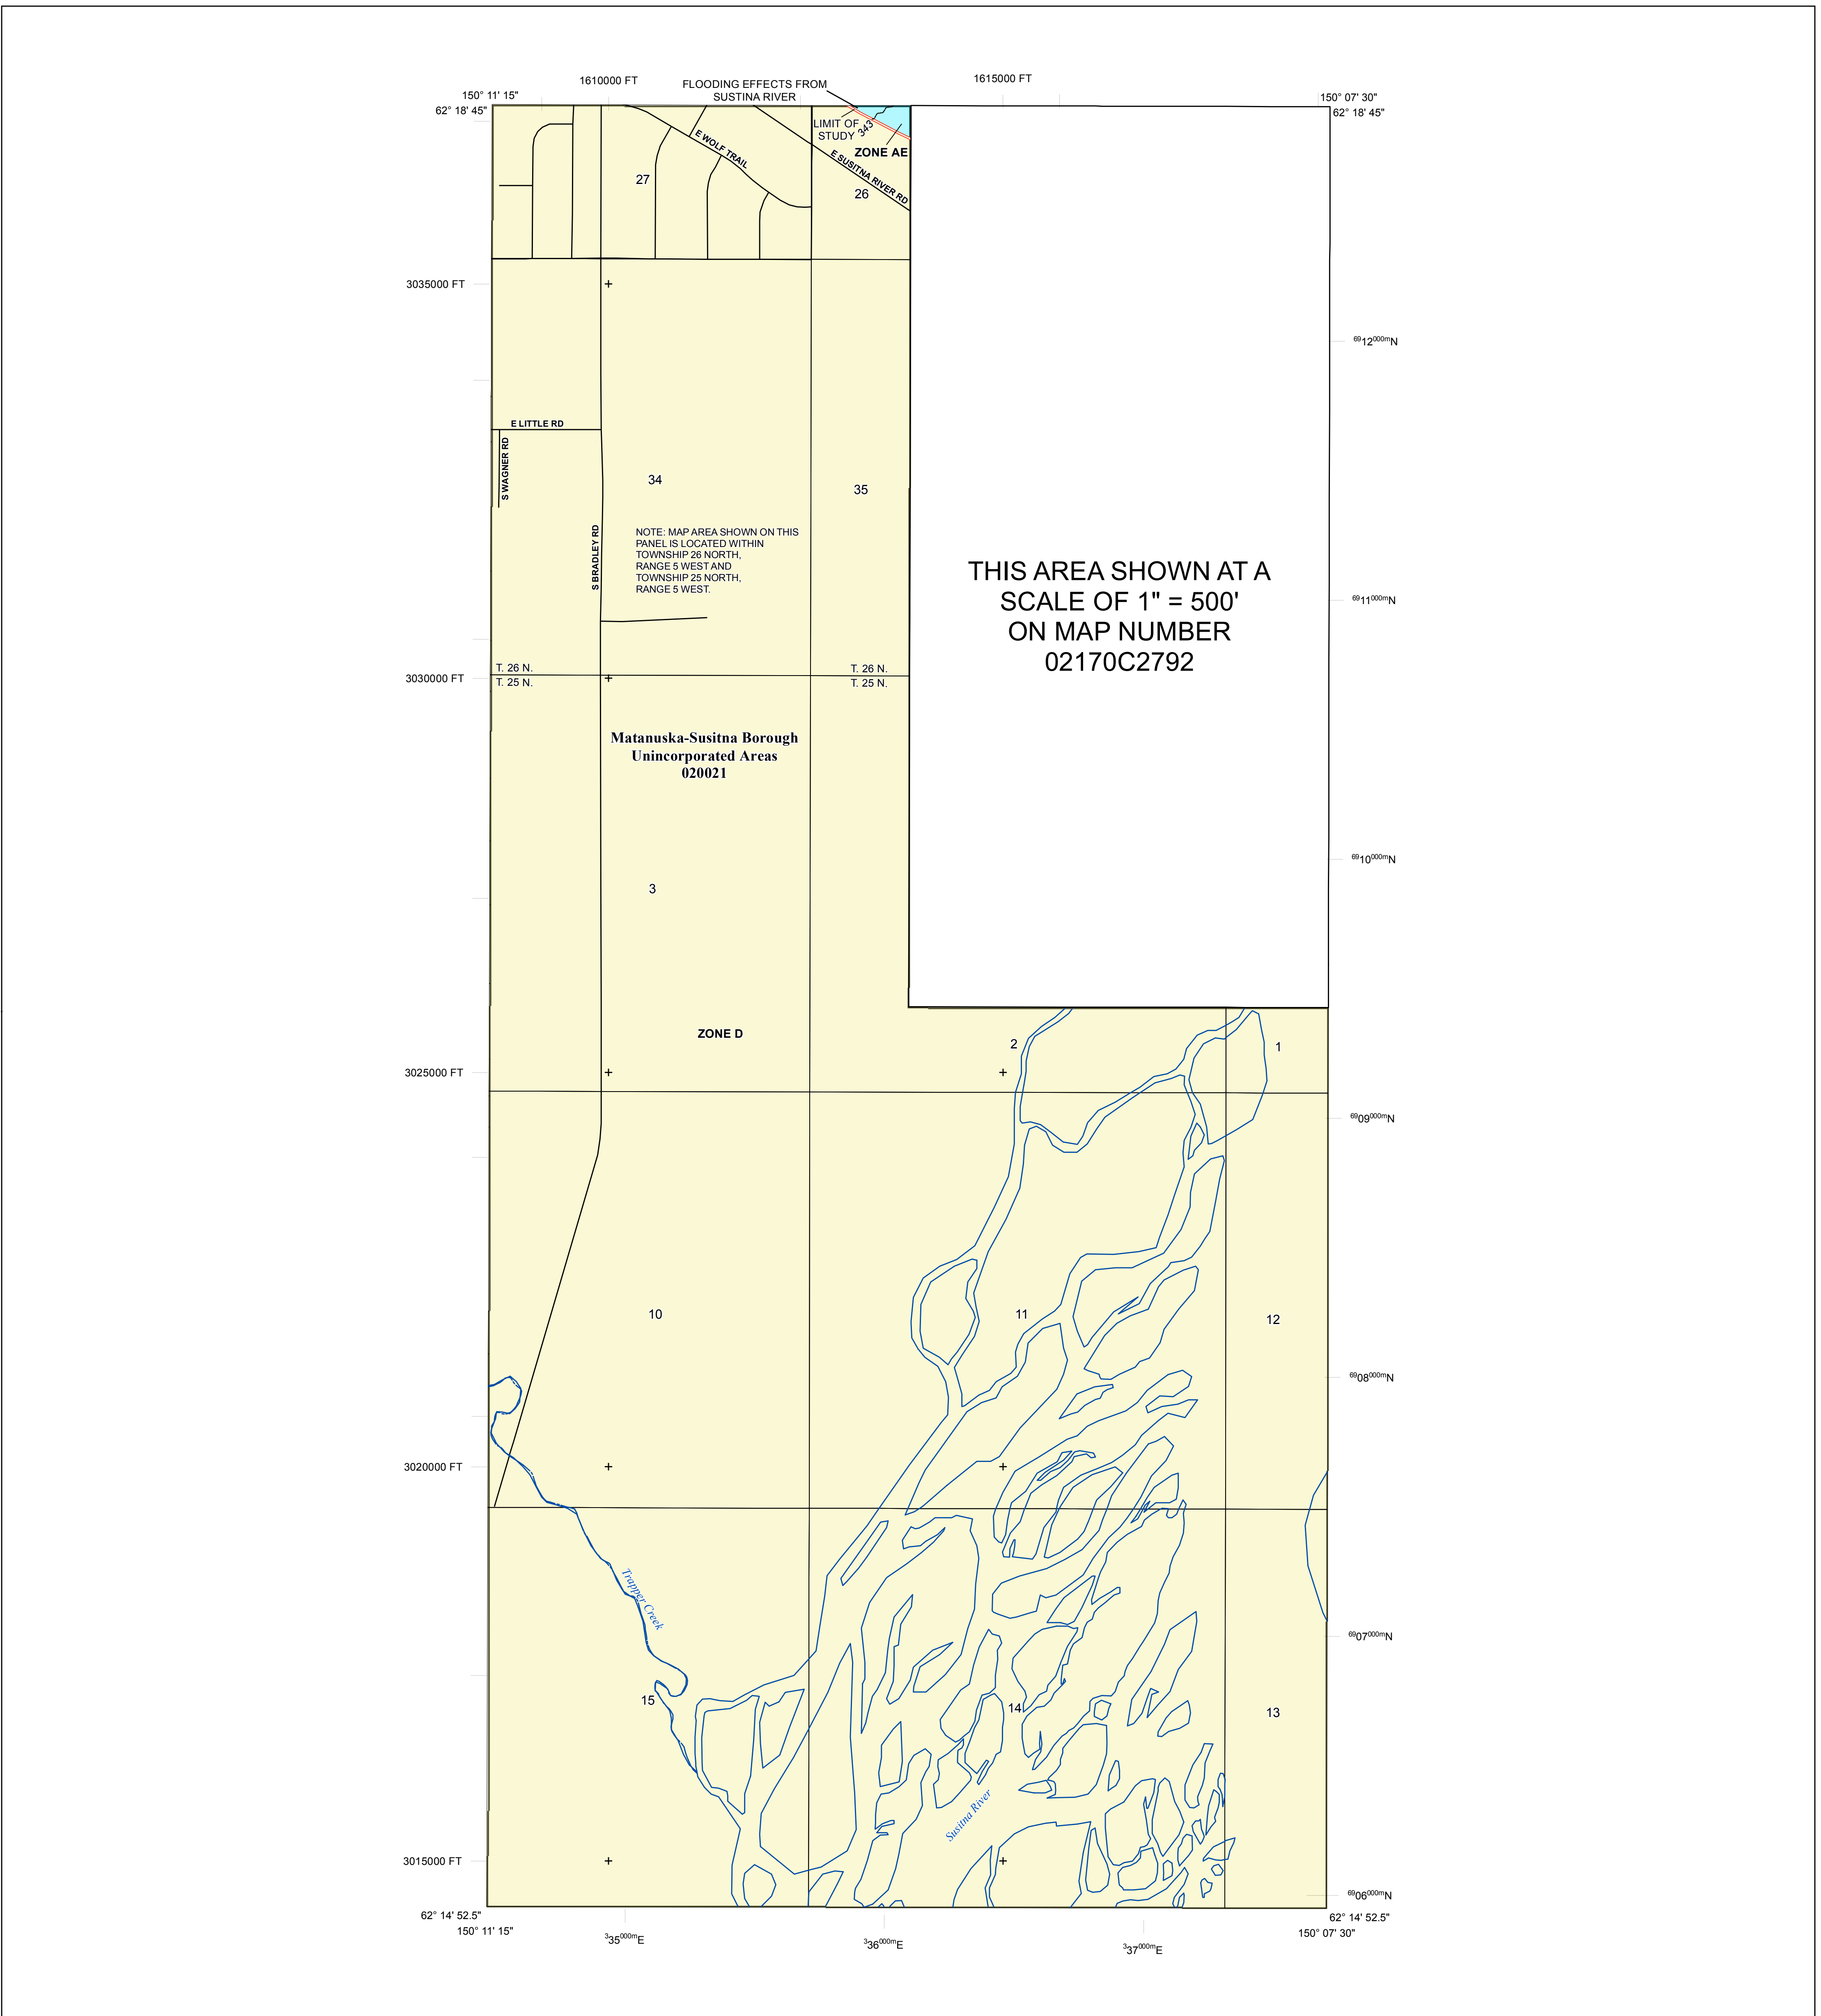 1610000 FT
FLOODING EFFECTS FROM
SUSTINA RIVER
1615000 FT
150° 11' 15"
62° 18' 45"
150° 07' 30"
62° 18' 45"
LIMIT OF
STUDY
343
ZONE AE
E WOLF TRAIL
E SUSITNA RIVER RD
27
26
3035000 FT
6912000mN
E LITTLE RD
S WAGNER RD
34
35
S BRADLEY RD
NOTE: MAP AREA SHOWN ON THIS
PANEL IS LOCATED WITHIN
TOWNSHIP 26 NORTH,
RANGE 5 WEST AND
TOWNSHIP 25 NORTH,
RANGE 5 WEST.
THIS AREA SHOWN AT A
SCALE OF 1" = 500'
ON MAP NUMBER
02170C2792
6911000mN
T. 26 N.
T. 26 N.
3030000 FT
T. 25 N.
T. 25 N.
Matanuska-Susitna Borough
Unincorporated Areas
020021
6910000mN
3
ZONE D
2
1
3025000 FT
6909000mN
10
11
12
6908000mN
3020000 FT
Trapper Creek
6907000mN
15
14
13
Susitna River
3015000 FT
6906000mN
62° 14' 52.5"
150° 11' 15"
62° 14' 52.5"
150° 07' 30"
335000mE
336000mE
337000mE